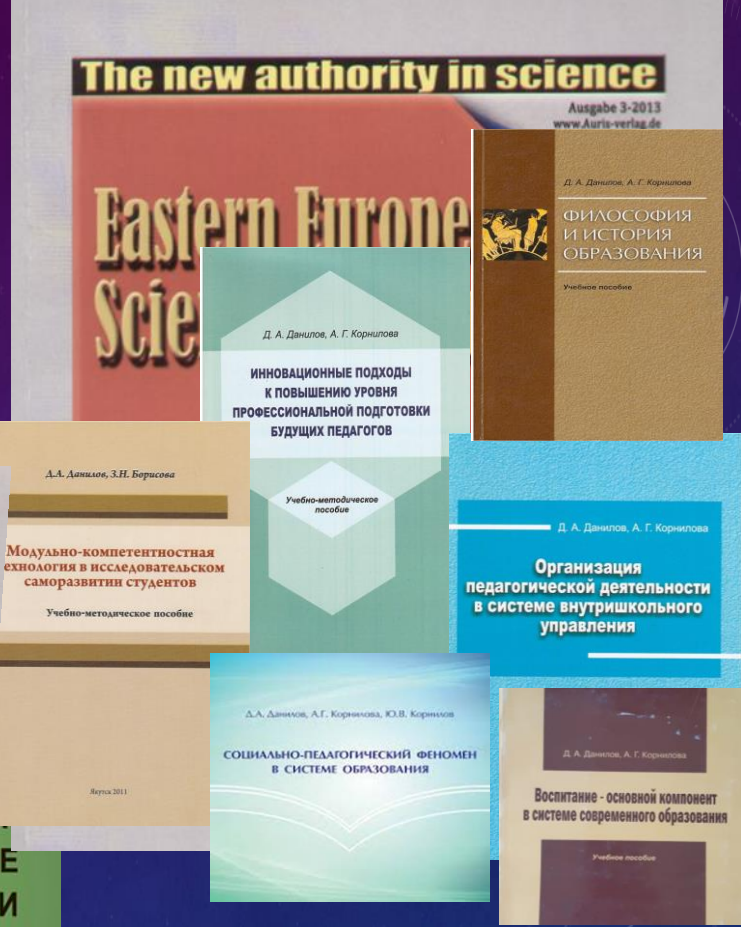 The new authority in science
Ausgabe 3-2013
www.Auris-verlag.de
Eastern Europe
Д. А. Данилов, А. Г. Корнилова
ФИЛОСОФИЯ
И ИСТОРИЯ
ОБРАЗОВАНИЯ
Учебное пособие
Д. А. Данилов, А. Г. Корнилова
ИННОВАЦИОННЫЕ ПОДХОДЫ
К ПОВЫШЕНИЮ УРОВНЯ
ПРОФЕССИОНАЛЬНОЙ ПОДГОТОВКИ
БУДУЩИХ ПЕДАГОГОВ
Учебно-методическое
пособие
Д.А. Данилов, З.Н. Борисова
Модульно-компетентностная
ехнология в исследовательском
саморазвитии студентов
Учебно-методическое пособие
Якутск 2011
Д. А. Данилов, А. Г. Корнилова
Организация
педагогической деятельности
в системе внутришкольного
управления
Д.А. Данилов, А.Г. Корнилова, Ю.В. Корнилов
СОЦИАЛЬНО-ПЕДАГОГИЧЕСКИЙ ФЕНОМЕН
В СИСТЕМЕ ОБРАЗОВАНИЯ
Д. А. Данилов, А. Г. Корнилова
Воспитание - основной компонент
в системе современного образования
Учебное пособие
Е
И